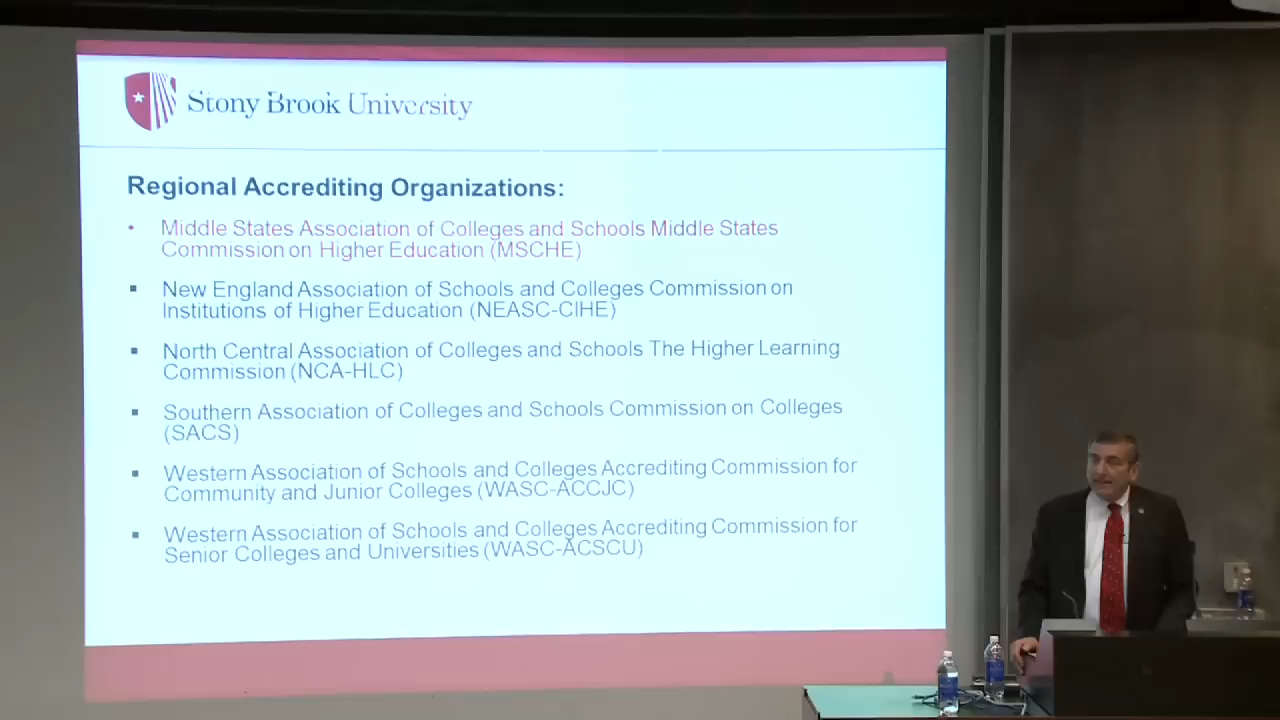 Stony Brook University
Regional Accrediting Organizations:
• Middle States Association of Colleges and Schools Middle States
Commission on Higher Education (MSCHE)
▪ New England Association of Schools and Colleges Commission on
Institutions of Higher Education (NEASC-CIHE)
▪ North Central Association of Colleges and Schools The Higher Learning
Commission (NCA-HLC)
▪ Southern Association of Colleges and Schools Commission on Colleges
(SACS)
▪ Western Association of Schools and Colleges Accrediting Commission for
Community and Junior Colleges (WASC-ACCJC)
▪ Western Association of Schools and Colleges Accrediting Commission for
Senior Colleges and Universities (WASC-ACSCU)